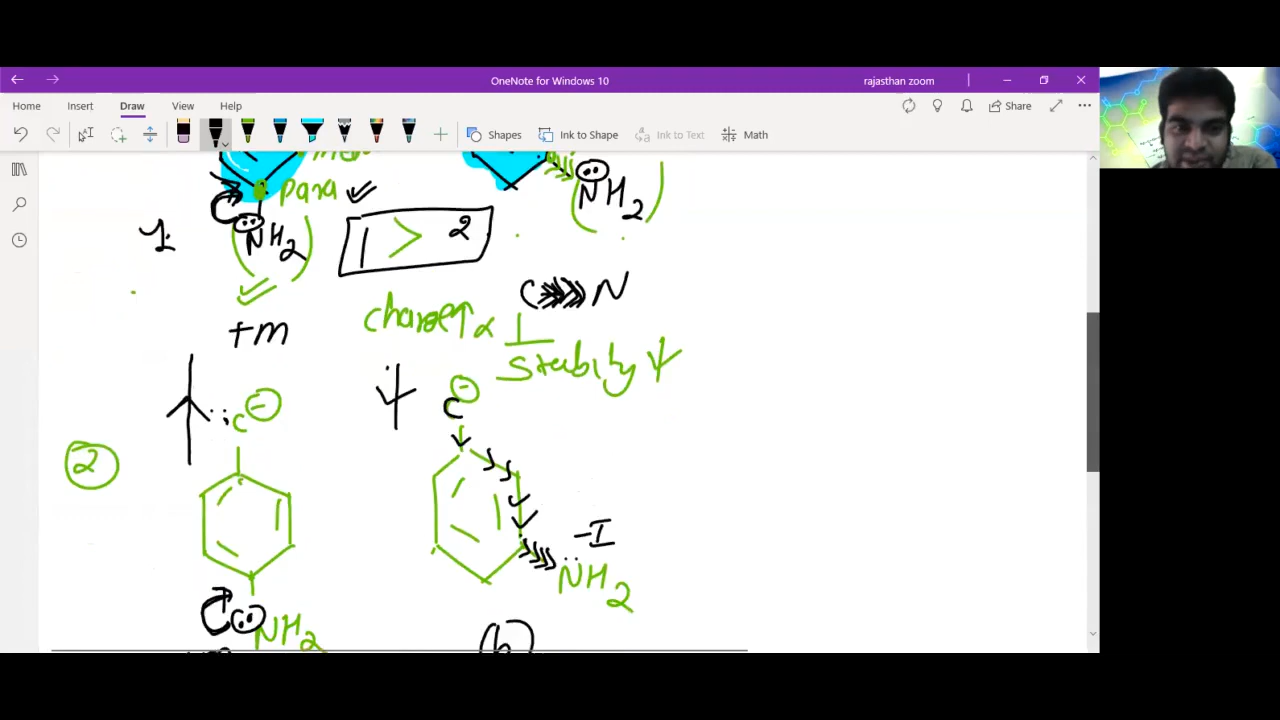 OneNote for Windows 10
rajasthan zoom
Home Insert Draw View Help
Share
Shapes Ink to Shape Ink to Text Math
para
NH2
NH2
1 > 2
C N
+m
charge ∝ 1
Stability
C ⊖
C ⊖
2
-I
NH2
NH2
(b)